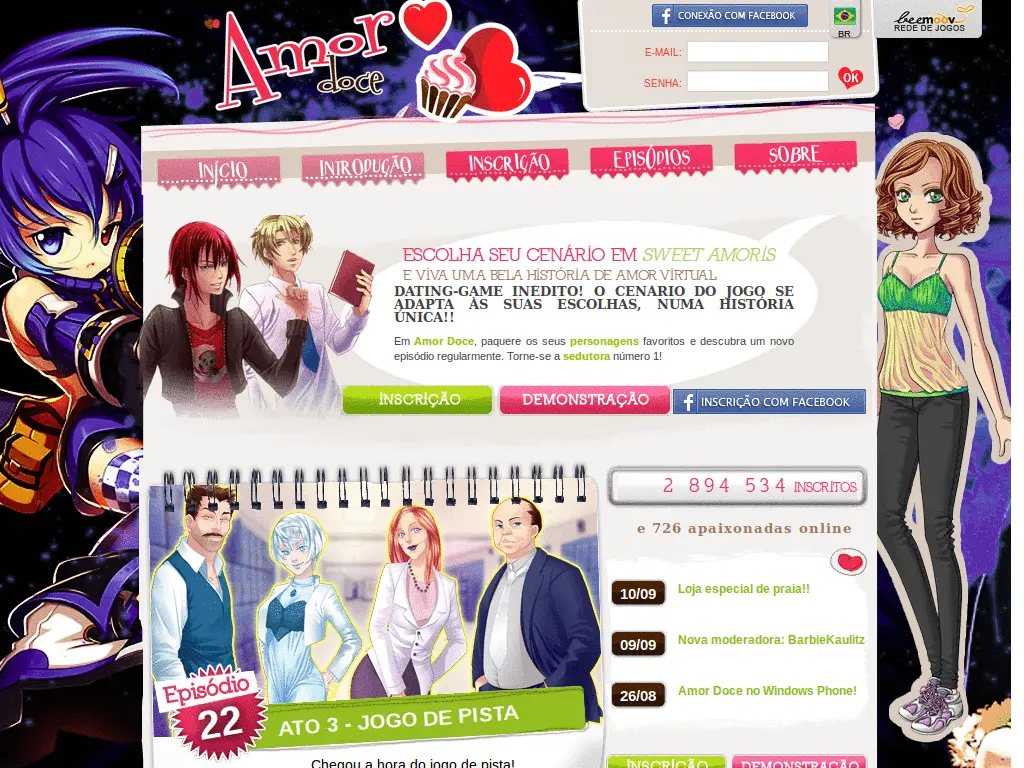 Amor doce
CONEXÃO COM FACEBOOK
BR
beemoov
REDE DE JOGOS
E-MAIL:
SENHA:
OK
INÍCIO
INTRODUÇÃO
INSCRIÇÃO
EPISÓDIOS
SOBRE
ESCOLHA SEU CENÁRIO EM SWEET AMORIS
E VIVA UMA BELA HISTÓRIA DE AMOR VIRTUAL
DATING-GAME INEDITO! O CENARIO DO JOGO SE
ADAPTA ÀS SUAS ESCOLHAS, NUMA HISTÓRIA
ÚNICA!!
Em Amor Doce, paquere os seus personagens favoritos e descubra um novo
episódio regularmente. Torne-se a sedutora número 1!
INSCRIÇÃO
DEMONSTRAÇÃO
INSCRIÇÃO COM FACEBOOK
2 894 534 INSCRITOS
e 726 apaixonadas online
10/09 Loja especial de praia!!
09/09 Nova moderadora: BarbieKaulitz
26/08 Amor Doce no Windows Phone!
Episódio
22
ATO 3 - JOGO DE PISTA
Chegou a hora do jogo de pista!
INSCRIÇÃO
DEMONSTRAÇÃO